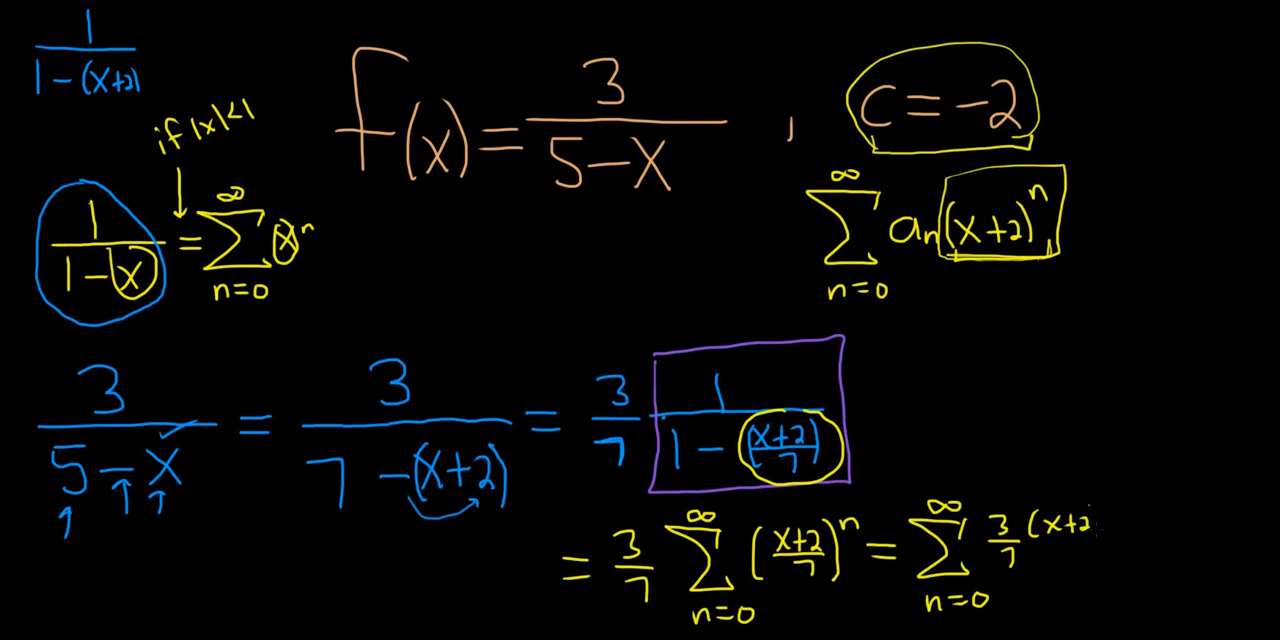 1/(1-(x+2)
f(x) = 3/(5-x) , c = -2
if |x|<1
1/(1-x) = ∑_{n=0}^{∞} x^n
∑_{n=0}^{∞} a_n (x+2)^n
3/(5-x) = 3/(7-(x+2)) = 3/7 1/(1-((x+2)/7))
= 3/7 ∑_{n=0}^{∞} ((x+2)/7)^n = ∑_{n=0}^{∞} 3/7 (x+2